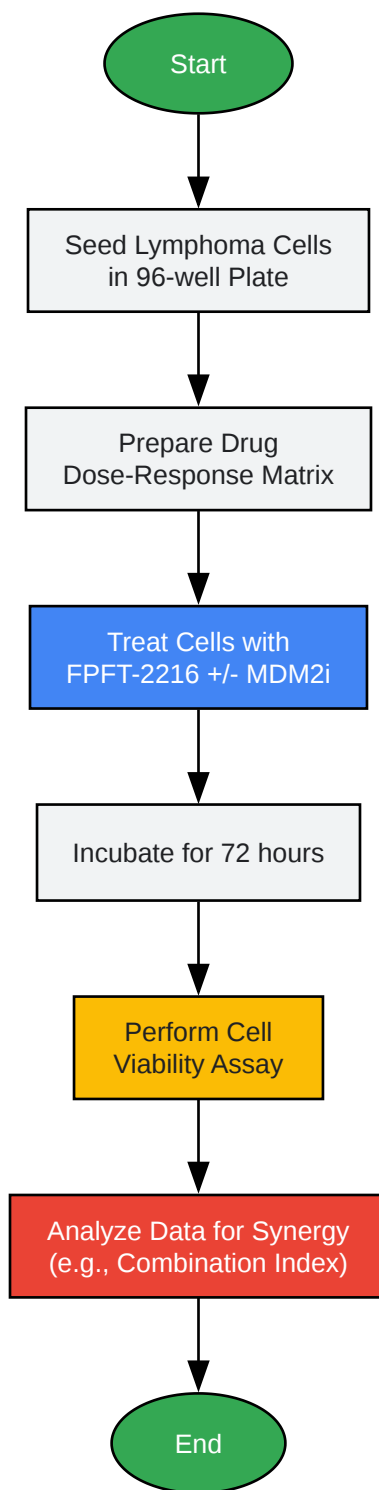 Start
Seed Lymphoma Cells
in 96-well Plate
Prepare Drug
Dose-Response Matrix
Treat Cells with
FPFT-2216 +/- MDM2i
Incubate for 72 hours
Perform Cell
Viability Assay
Analyze Data for Synergy
(e.g., Combination Index)
End